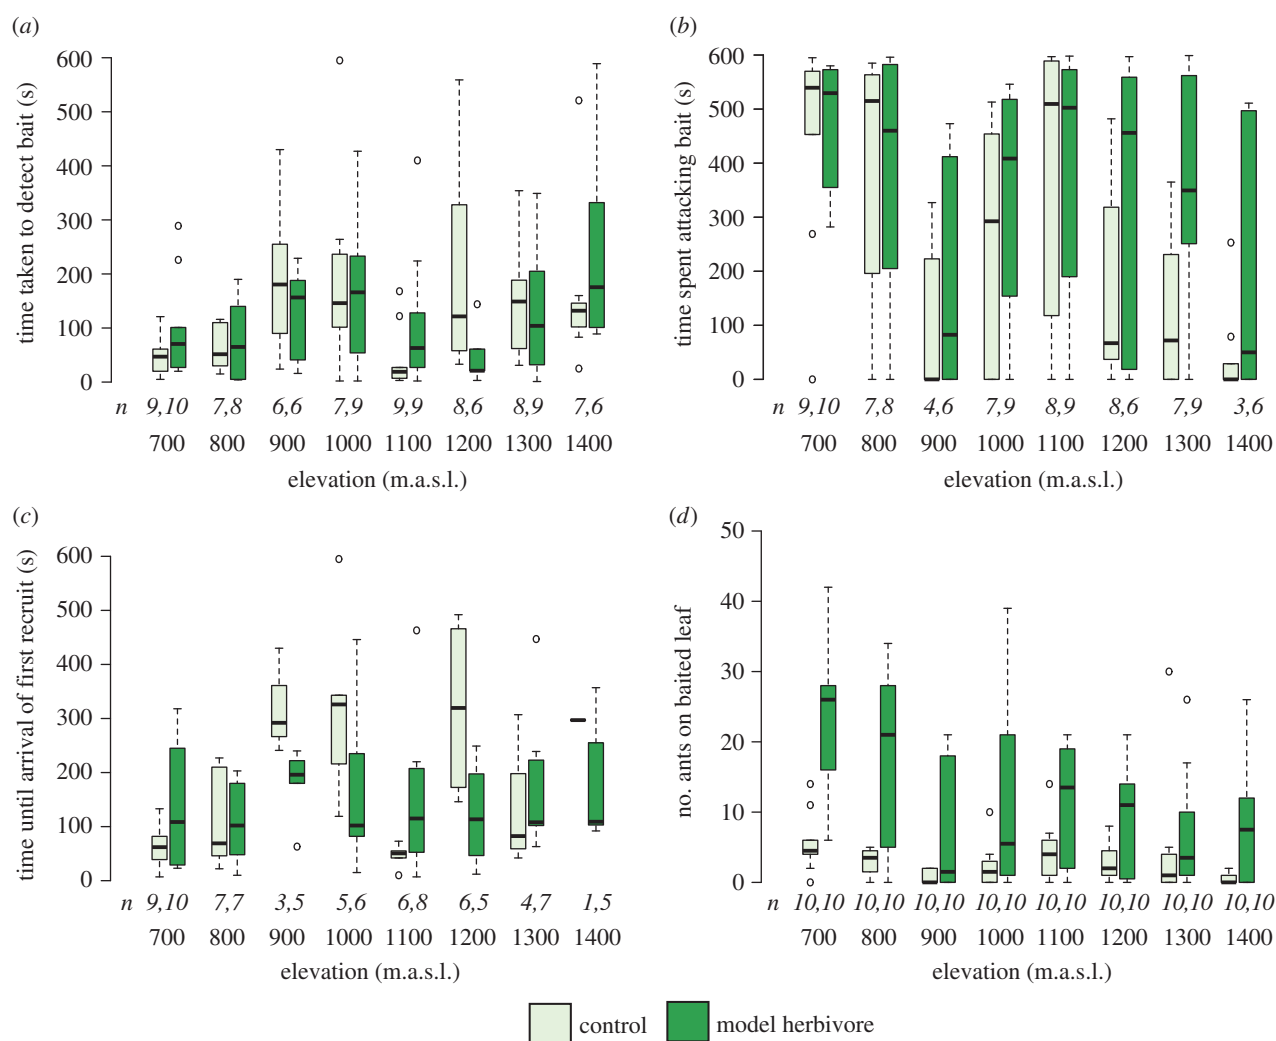 (a)
time taken to detect bait (s)
600
500
400
300
200
100
0
n 9,10 7,8 6,6 7,9 9,9 8,6 8,9 7,6
700 800 900 1000 1100 1200 1300 1400
elevation (m.a.s.l.)
(b)
time spent attacking bait (s)
600
500
400
300
200
100
0
n 9,10 7,8 4,6 7,9 8,9 8,6 7,9 3,6
700 800 900 1000 1100 1200 1300 1400
elevation (m.a.s.l.)
(c)
time until arrival of first recruit (s)
600
500
400
300
200
100
0
n 9,10 7,7 3,5 5,6 6,8 6,5 4,7 1,5
700 800 900 1000 1100 1200 1300 1400
elevation (m.a.s.l.)
(d)
no. ants on baited leaf
50
40
30
20
10
0
n 10,10 10,10 10,10 10,10 10,10 10,10 10,10 10,10
700 800 900 1000 1100 1200 1300 1400
elevation (m.a.s.l.)
control model herbivore